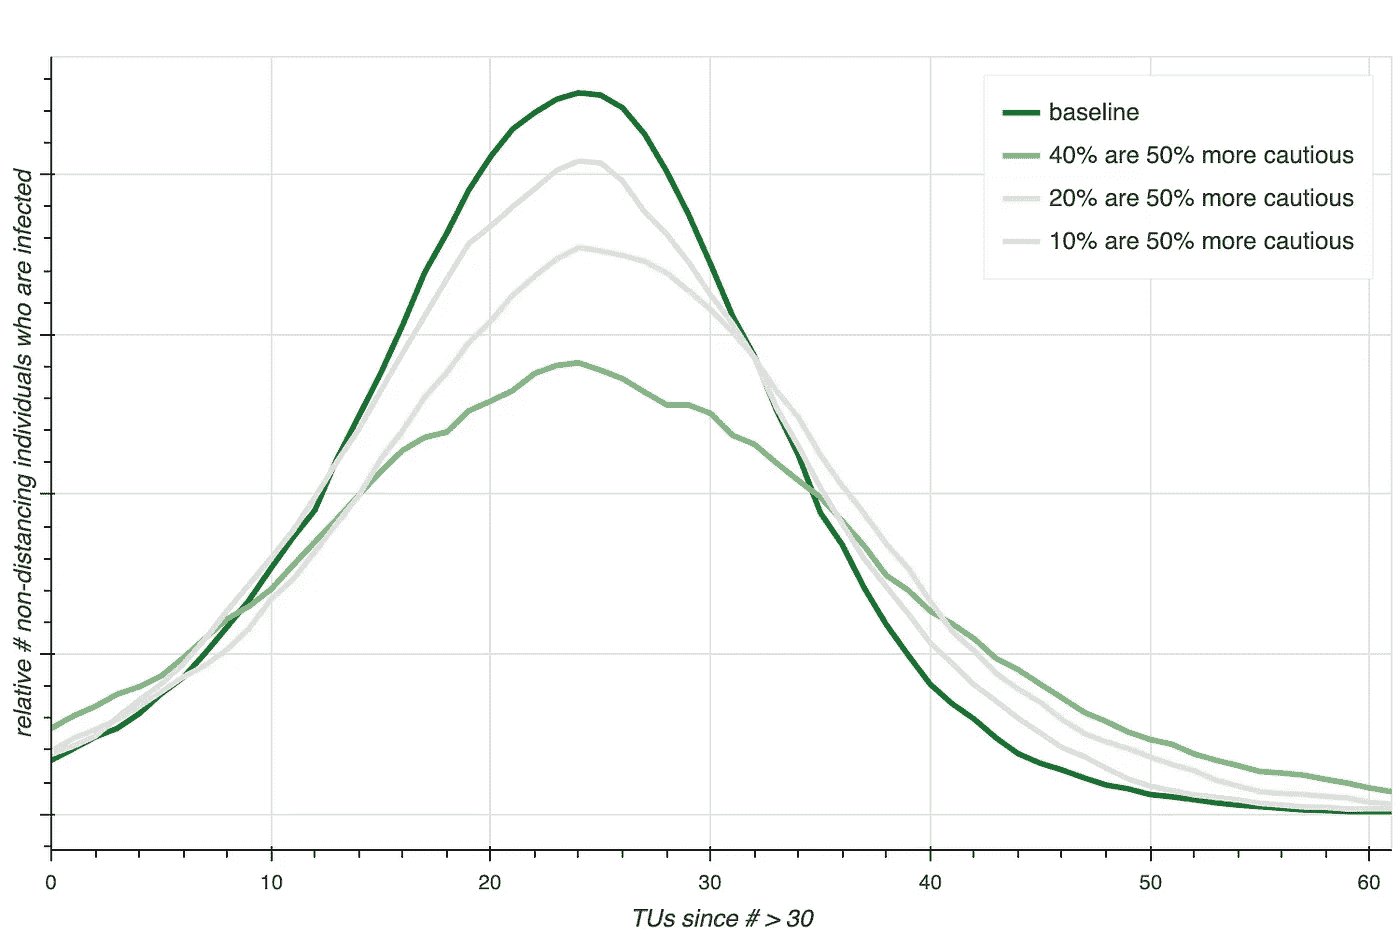 relative # non-distancing individuals who are infected
baseline
40% are 50% more cautious
20% are 50% more cautious
10% are 50% more cautious
0 10 20 30 40 50 60
TUs since # > 30